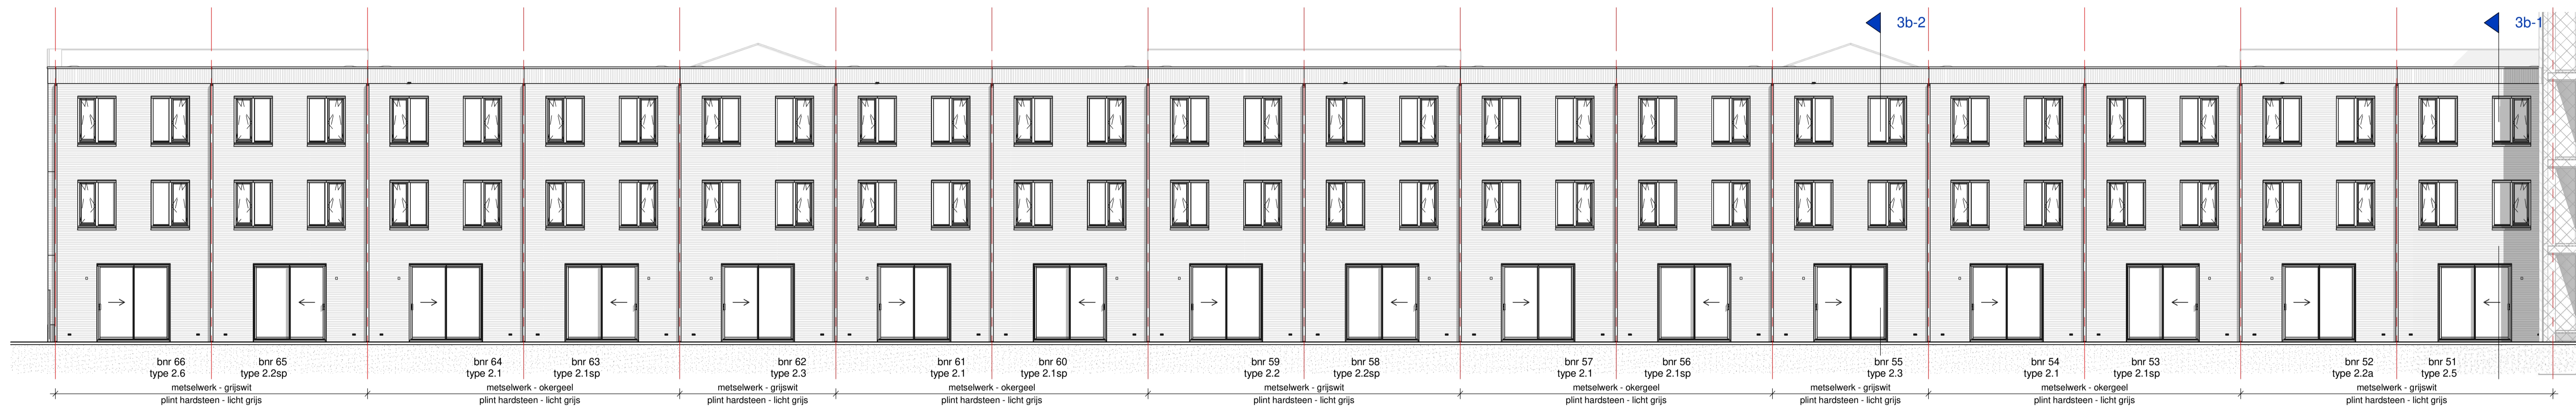 3b-2
3b-1
bnr 66
type 2.6
bnr 65
type 2.2sp
bnr 64
type 2.1
bnr 63
type 2.1sp
bnr 62
type 2.3
bnr 61
type 2.1
bnr 60
type 2.1sp
bnr 59
type 2.2
bnr 58
type 2.2sp
bnr 57
type 2.1
bnr 56
type 2.1sp
bnr 55
type 2.3
bnr 54
type 2.1
bnr 53
type 2.1sp
bnr 52
type 2.2a
bnr 51
type 2.5
metselwerk - grijswit
plint hardsteen - licht grijs
metselwerk - okergeel
plint hardsteen - licht grijs
metselwerk - grijswit
plint hardsteen - licht grijs
metselwerk - okergeel
plint hardsteen - licht grijs
metselwerk - grijswit
plint hardsteen - licht grijs
metselwerk - okergeel
plint hardsteen - licht grijs
metselwerk - grijswit
plint hardsteen - licht grijs
metselwerk - okergeel
plint hardsteen - licht grijs
metselwerk - grijswit
plint hardsteen - licht grijs